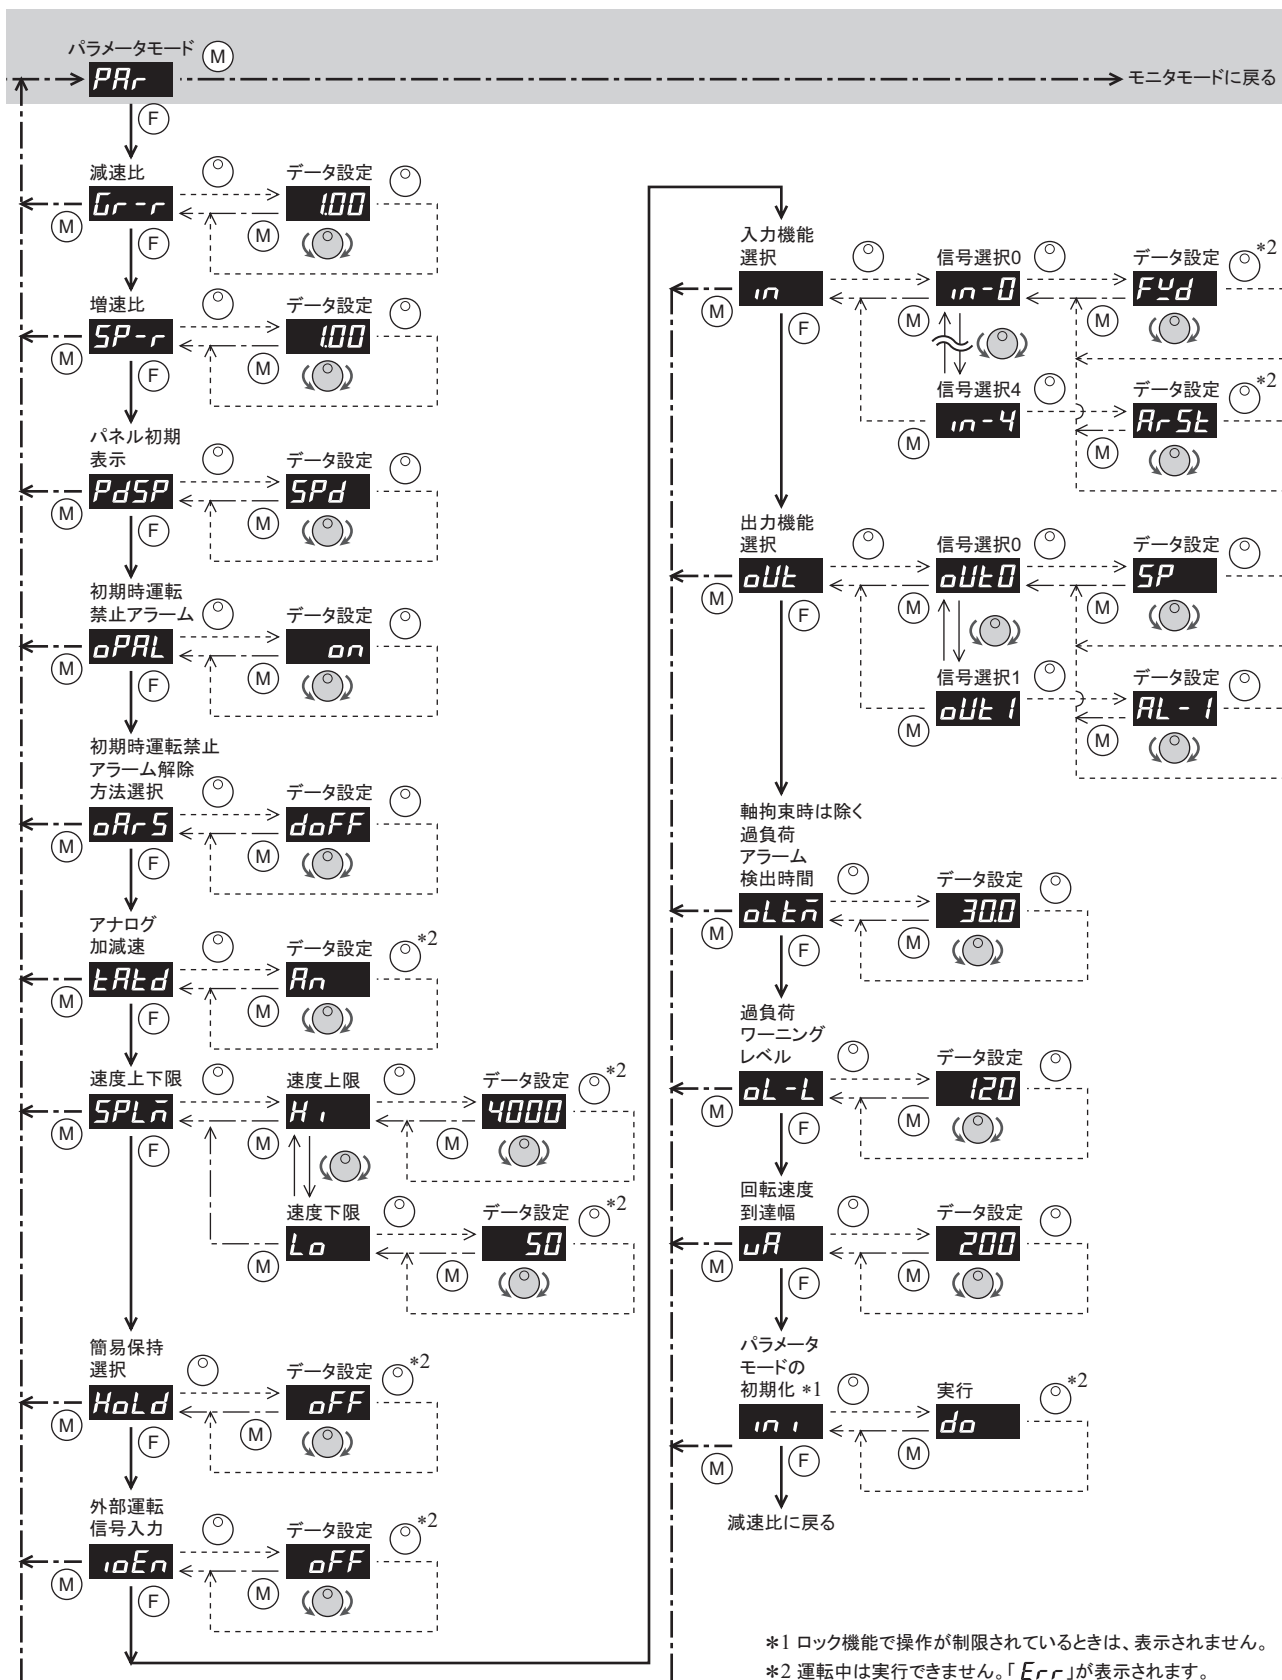 パラメータモード
M
PAr
モニタモードに戻る
F
減速比
データ設定
Gr-r
1.00
M
M
F
増速比
データ設定
SP-r
1.00
M
M
F
パネル初期
表示
データ設定
PdSP
SPd
M
M
F
初期時運転
禁止アラーム
データ設定
oPAL
on
M
M
F
初期時運転禁止
アラーム解除
方法選択
データ設定
oArS
doFF
M
M
F
アナログ
加減速
データ設定
*2
tAtd
An
M
M
F
速度上下限
速度上限
データ設定
*2
SPLm
Hi
4000
M
M
M
F
速度下限
データ設定
*2
Lo
50
M
M
簡易保持
選択
データ設定
*2
HoLd
oFF
M
M
F
外部運転
信号入力
データ設定
*2
ioEn
oFF
M
M
F
入力機能
選択
信号選択0
データ設定
*2
in
in-0
Fwd
M
M
M
F
信号選択4
データ設定
*2
in-4
ArSt
M
M
出力機能
選択
信号選択0
データ設定
oUt
oUt0
SP
M
M
M
F
信号選択1
データ設定
oUt1
AL-1
M
M
軸拘束時は除く
過負荷
アラーム
検出時間
データ設定
oLtm
30.0
M
M
F
過負荷
ワーニング
レベル
データ設定
oL-L
120
M
M
F
回転速度
到達幅
データ設定
uA
200
M
M
F
パラメータ
モードの
初期化 *1
実行
*2
ini
do
M
M
F
減速比に戻る
*1 ロック機能で操作が制限されているときは、表示されません。
*2 運転中は実行できません。「Err」が表示されます。